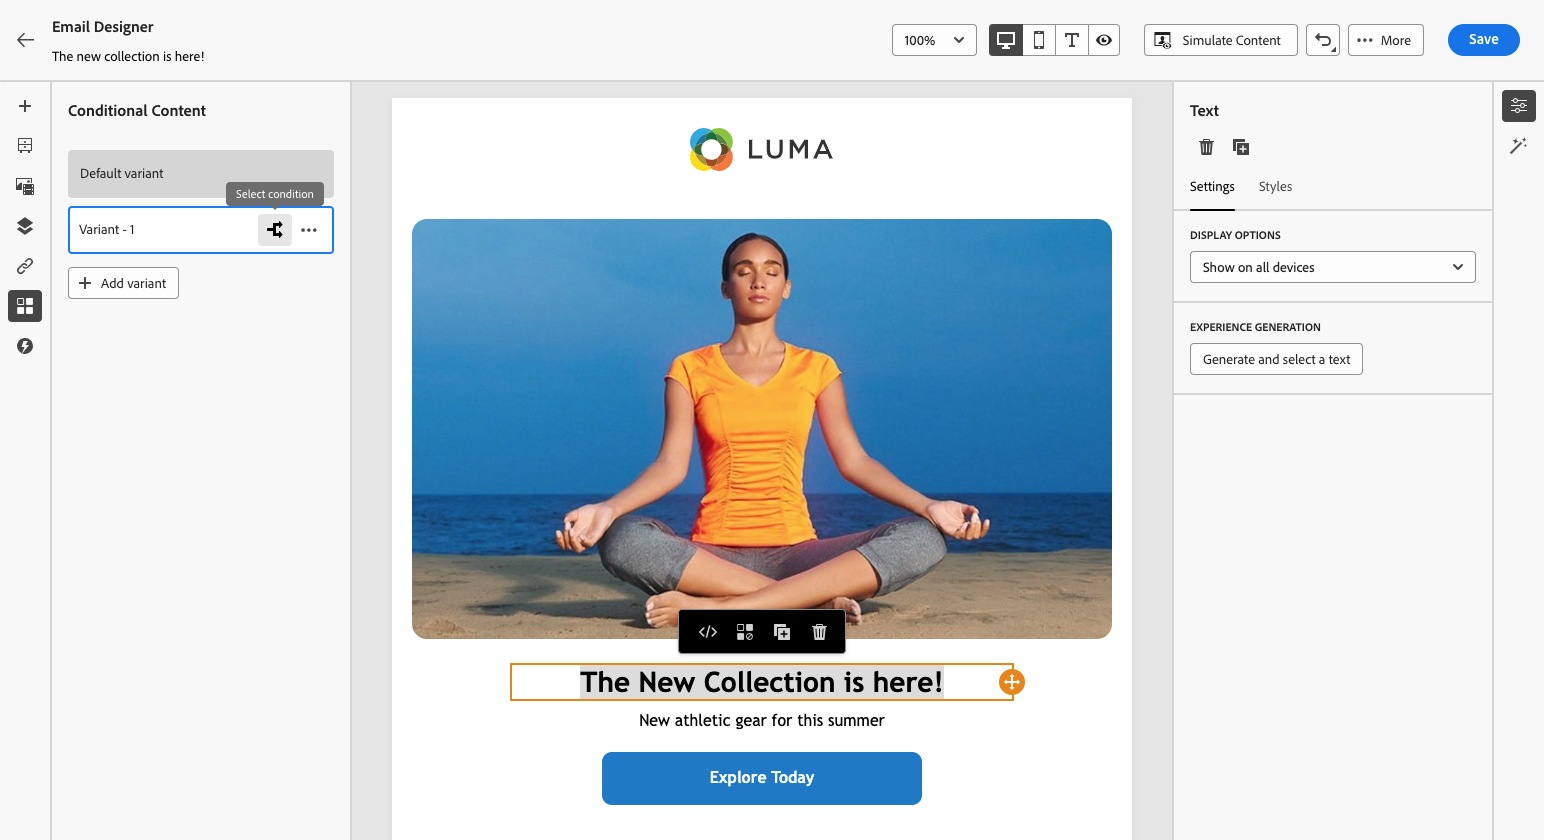 Email Designer
The new collection is here!
100%
Simulate Content
More
Save
Conditional Content
Default variant
Select condition
Variant - 1
Add variant
LUMA
The New Collection is here!
New athletic gear for this summer
Explore Today
Text
Settings
Styles
DISPLAY OPTIONS
Show on all devices
EXPERIENCE GENERATION
Generate and select a text